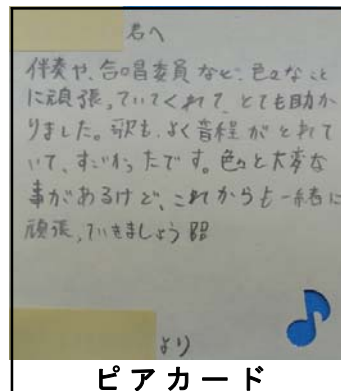 君へ
伴奏や、合唱委員など、色々なこと
に頑張っていてくれて、とても助か
りました。歌も、よく音程がとれて
いて、すごかったです。色々と大変な
事があるけど、これからも一緒に
頑張っていきましょう
より
ピアカード